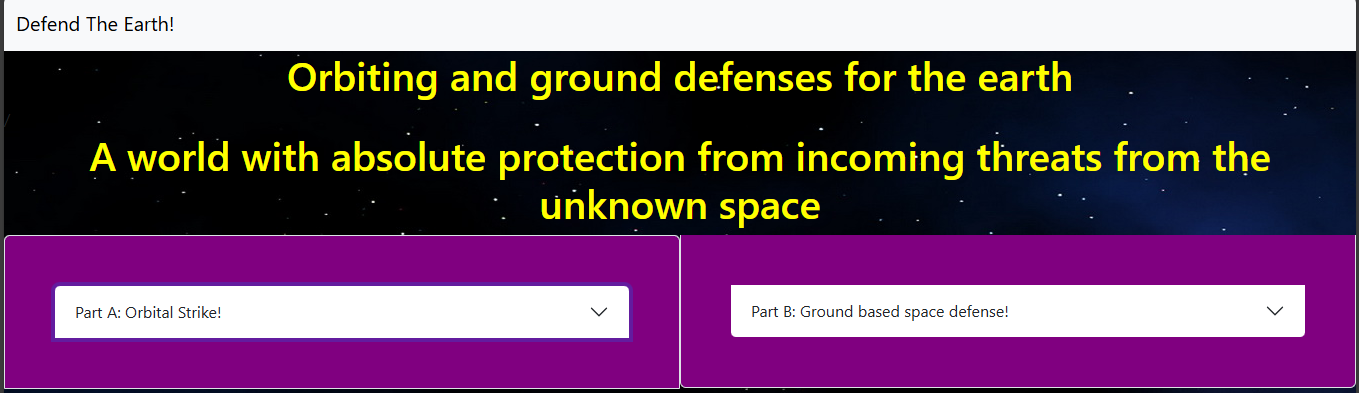 Defend The Earth!
Orbiting and ground defenses for the earth
A world with absolute protection from incoming threats from the
unknown space
Part A: Orbital Strike!
Part B: Ground based space defense!